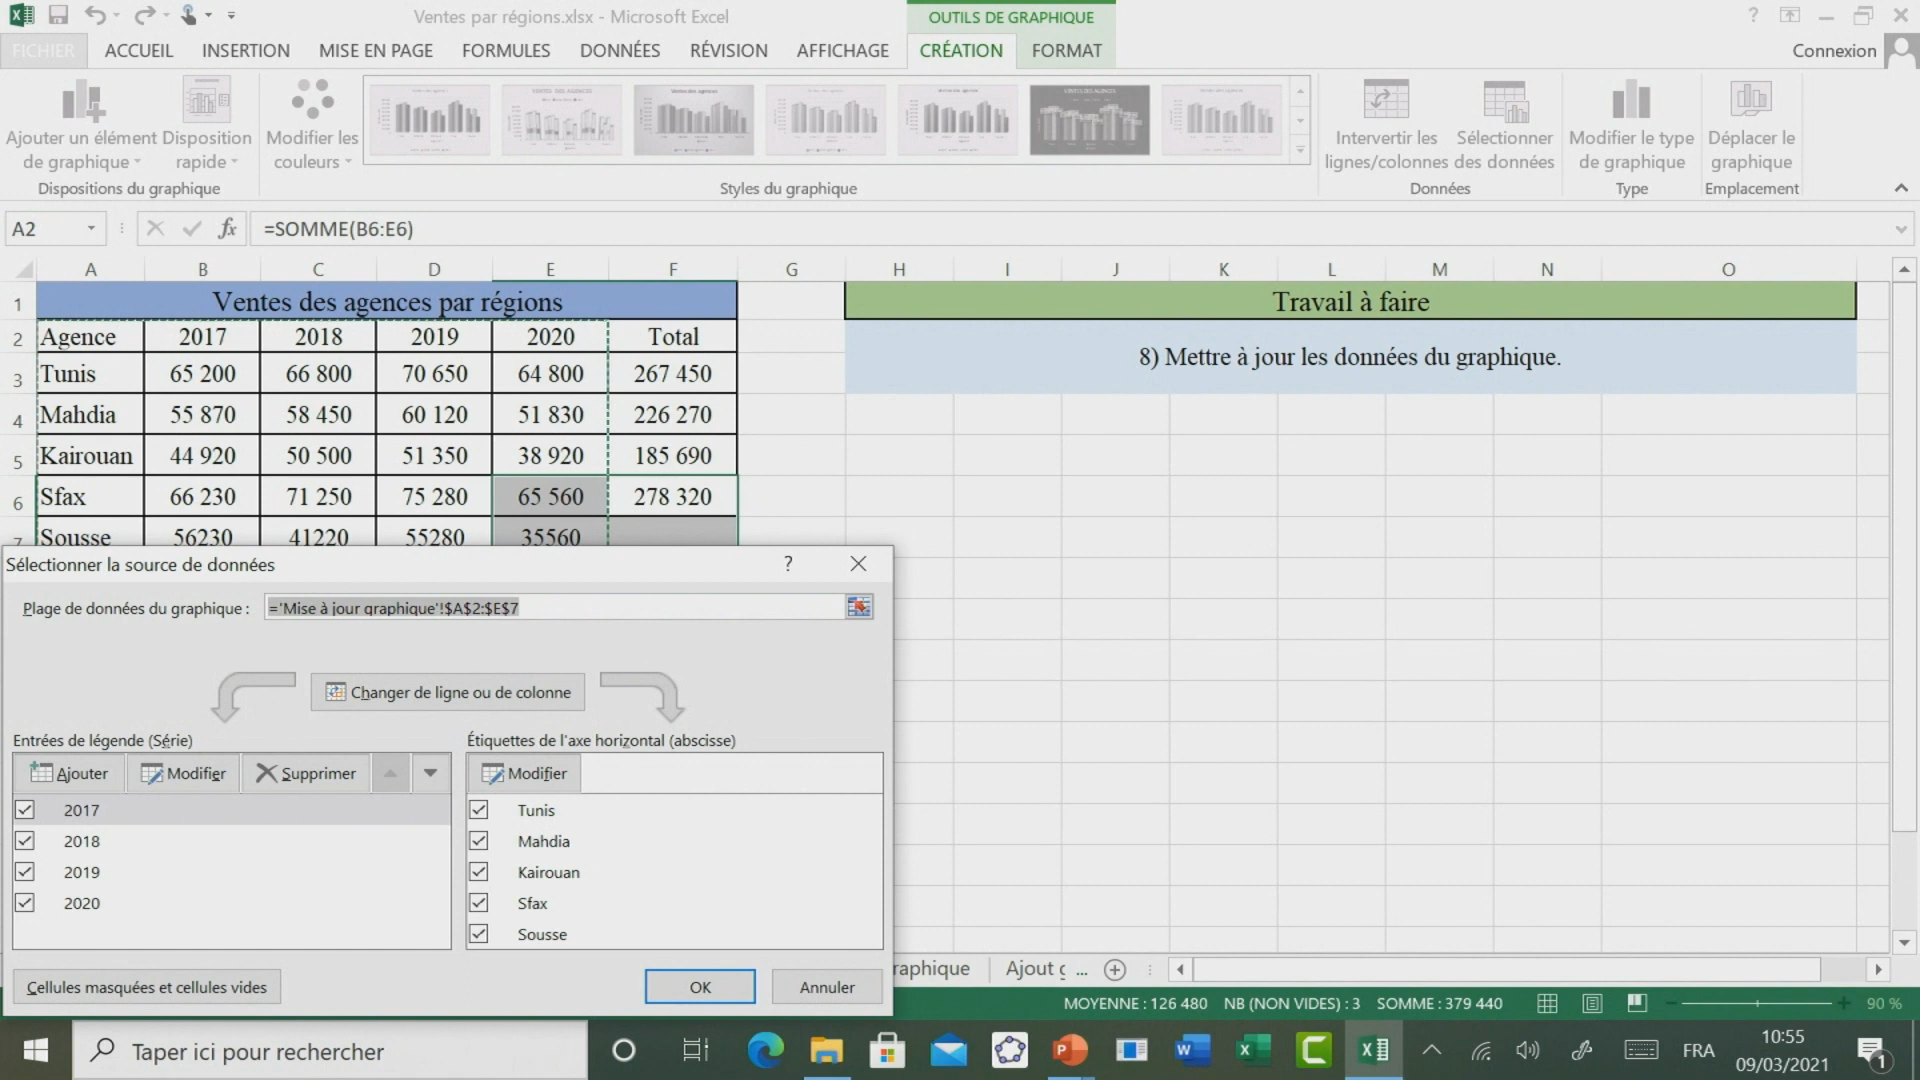 Ventes par régions.xlsx - Microsoft Excel
OUTILS DE GRAPHIQUE
FICHIER ACCUEIL INSERTION MISE EN PAGE FORMULES DONNÉES RÉVISION AFFICHAGE CRÉATION FORMAT Connexion
Ajouter un élément de graphique
Disposition rapide
Modifier les couleurs
Intervertir les lignes/colonnes
Sélectionner des données
Modifier le type de graphique
Déplacer le graphique
Dispositions du graphique Styles du graphique Données Type Emplacement
A2 fx =SOMME(B6:E6)
A B C D E F G H I J K L M N O
1 Ventes des agences par régions Travail à faire
2 Agence 2017 2018 2019 2020 Total
8) Mettre à jour les données du graphique.
3 Tunis 65 200 66 800 70 650 64 800 267 450
4 Mahdia 55 870 58 450 60 120 51 830 226 270
5 Kairouan 44 920 50 500 51 350 38 920 185 690
6 Sfax 66 230 71 250 75 280 65 560 278 320
7 Sousse 56230 41220 55280 35560
Sélectionner la source de données ?
Plage de données du graphique : ='Mise à jour graphique'!$A$2:$E$7
Changer de ligne ou de colonne
Entrées de légende (Série) Étiquettes de l'axe horizontal (abscisse)
Ajouter Modifier Supprimer Modifier
2017 Tunis
2018 Mahdia
2019 Kairouan
2020 Sfax
Sousse
Cellules masquées et cellules vides OK Annuler
raphique Ajout g ...
MOYENNE : 126 480 NB (NON VIDES) : 3 SOMME : 379 440 90 %
Taper ici pour rechercher
FRA
10:55
09/03/2021
1